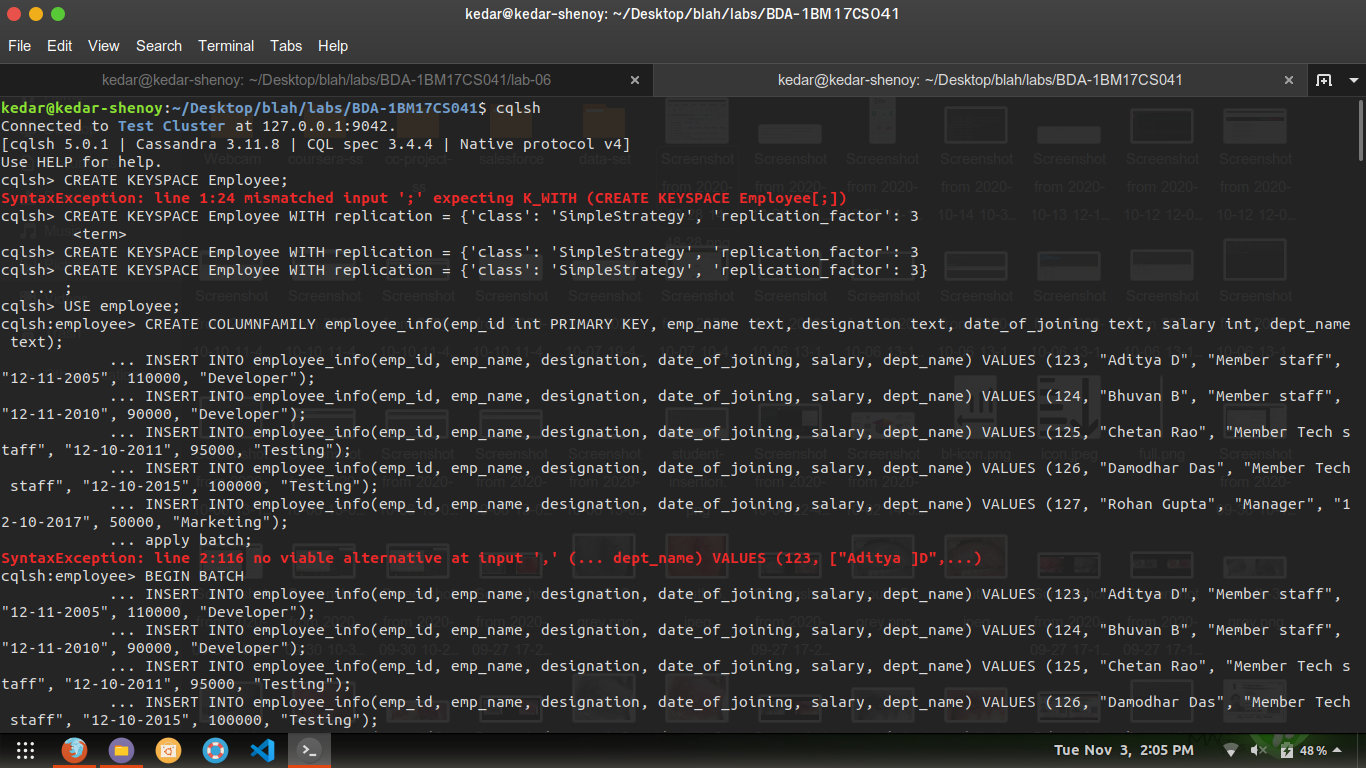 kedar@kedar-shenoy: ~/Desktop/blah/labs/BDA-1BM17CS041
File Edit View Search Terminal Tabs Help
kedar@kedar-shenoy: ~/Desktop/blah/labs/BDA-1BM17CS041/lab-06 × kedar@kedar-shenoy: ~/Desktop/blah/labs/BDA-1BM17CS041 ×
kedar@kedar-shenoy:~/Desktop/blah/labs/BDA-1BM17CS041$ cqlsh
Connected to Test Cluster at 127.0.0.1:9042.
[cqlsh 5.0.1 | Cassandra 3.11.8 | CQL spec 3.4.4 | Native protocol v4]
Use HELP for help.
cqlsh> CREATE KEYSPACE Employee;
SyntaxException: line 1:24 mismatched input ';' expecting K_WITH (CREATE KEYSPACE Employee[;])
cqlsh> CREATE KEYSPACE Employee WITH replication = {'class': 'SimpleStrategy', 'replication_factor': 3
<term>
cqlsh> CREATE KEYSPACE Employee WITH replication = {'class': 'SimpleStrategy', 'replication_factor': 3
cqlsh> CREATE KEYSPACE Employee WITH replication = {'class': 'SimpleStrategy', 'replication_factor': 3}
... ;
cqlsh> USE employee;
cqlsh:employee> CREATE COLUMNFAMILY employee_info(emp_id int PRIMARY KEY, emp_name text, designation text, date_of_joining text, salary int, dept_name
text);
... INSERT INTO employee_info(emp_id, emp_name, designation, date_of_joining, salary, dept_name) VALUES (123, "Aditya D", "Member staff",
"12-11-2005", 110000, "Developer");
... INSERT INTO employee_info(emp_id, emp_name, designation, date_of_joining, salary, dept_name) VALUES (124, "Bhuvan B", "Member staff",
"12-11-2010", 90000, "Developer");
... INSERT INTO employee_info(emp_id, emp_name, designation, date_of_joining, salary, dept_name) VALUES (125, "Chetan Rao", "Member Tech s
taff", "12-10-2011", 95000, "Testing");
... INSERT INTO employee_info(emp_id, emp_name, designation, date_of_joining, salary, dept_name) VALUES (126, "Damodhar Das", "Member Tech
staff", "12-10-2015", 100000, "Testing");
... INSERT INTO employee_info(emp_id, emp_name, designation, date_of_joining, salary, dept_name) VALUES (127, "Rohan Gupta", "Manager", "1
2-10-2017", 50000, "Marketing");
... apply batch;
SyntaxException: line 2:116 no viable alternative at input ',' (... dept_name) VALUES (123, ["Aditya ]D",...)
cqlsh:employee> BEGIN BATCH
... INSERT INTO employee_info(emp_id, emp_name, designation, date_of_joining, salary, dept_name) VALUES (123, "Aditya D", "Member staff",
"12-11-2005", 110000, "Developer");
... INSERT INTO employee_info(emp_id, emp_name, designation, date_of_joining, salary, dept_name) VALUES (124, "Bhuvan B", "Member staff",
"12-11-2010", 90000, "Developer");
... INSERT INTO employee_info(emp_id, emp_name, designation, date_of_joining, salary, dept_name) VALUES (125, "Chetan Rao", "Member Tech s
taff", "12-10-2011", 95000, "Testing");
... INSERT INTO employee_info(emp_id, emp_name, designation, date_of_joining, salary, dept_name) VALUES (126, "Damodhar Das", "Member Tech
staff", "12-10-2015", 100000, "Testing");
Tue Nov 3, 2:05 PM 48 %